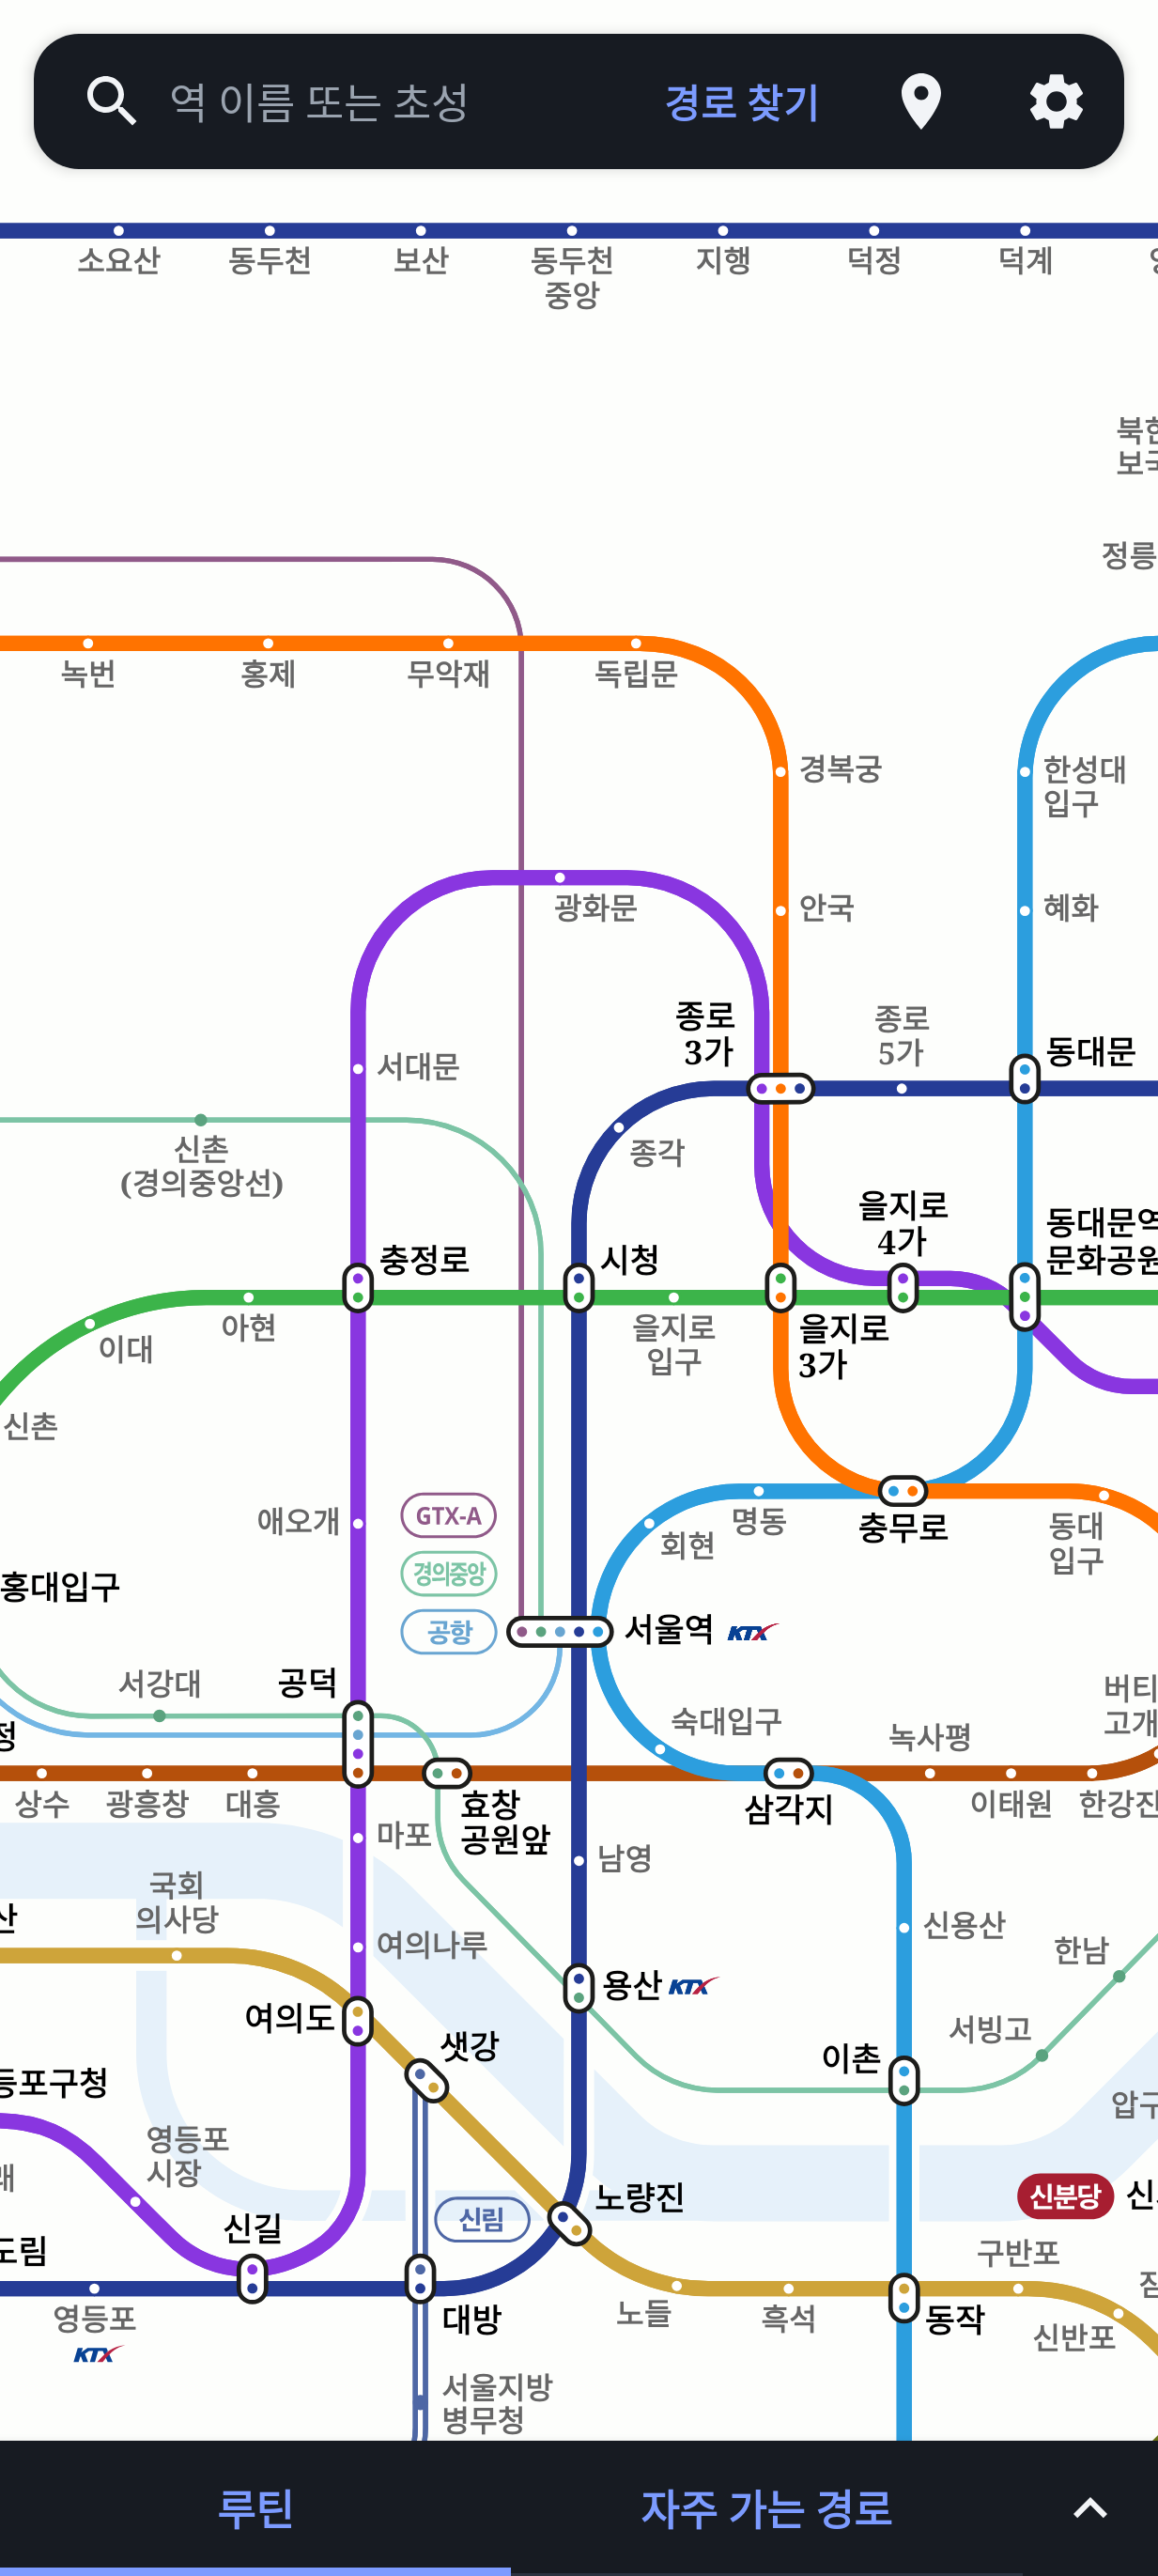 역 이름 또는 초성
경로 찾기
소요산
동두천
보산
동두천
중앙
지행
덕정
덕계
정릉
녹번
홍제
무악재
독립문
경복궁
한성대
입구
광화문
안국
혜화
종로
3가
종로
5가
동대문
서대문
종각
신촌
(경의중앙선)
을지로
4가
충정로
시청
문화공원
이대
아현
을지로
입구
을지로
3가
신촌
애오개
GTX-A
경의중앙
공항
회현
명동
충무로
동대
입구
홍대입구
서울역
KTX
서강대
공덕
숙대입구
녹사평
버티
고개
상수
광흥창
대흥
효창
공원앞
삼각지
이태원
한강진
마포
남영
국회
의사당
여의나루
신용산
한남
용산
KTX
여의도
샛강
서빙고
이촌
등포구청
영등포
시장
신길
신림
노량진
신분당
도림
구반포
영등포
KTX
대방
노들
흑석
동작
신반포
서울지방
병무청
루틴
자주 가는 경로